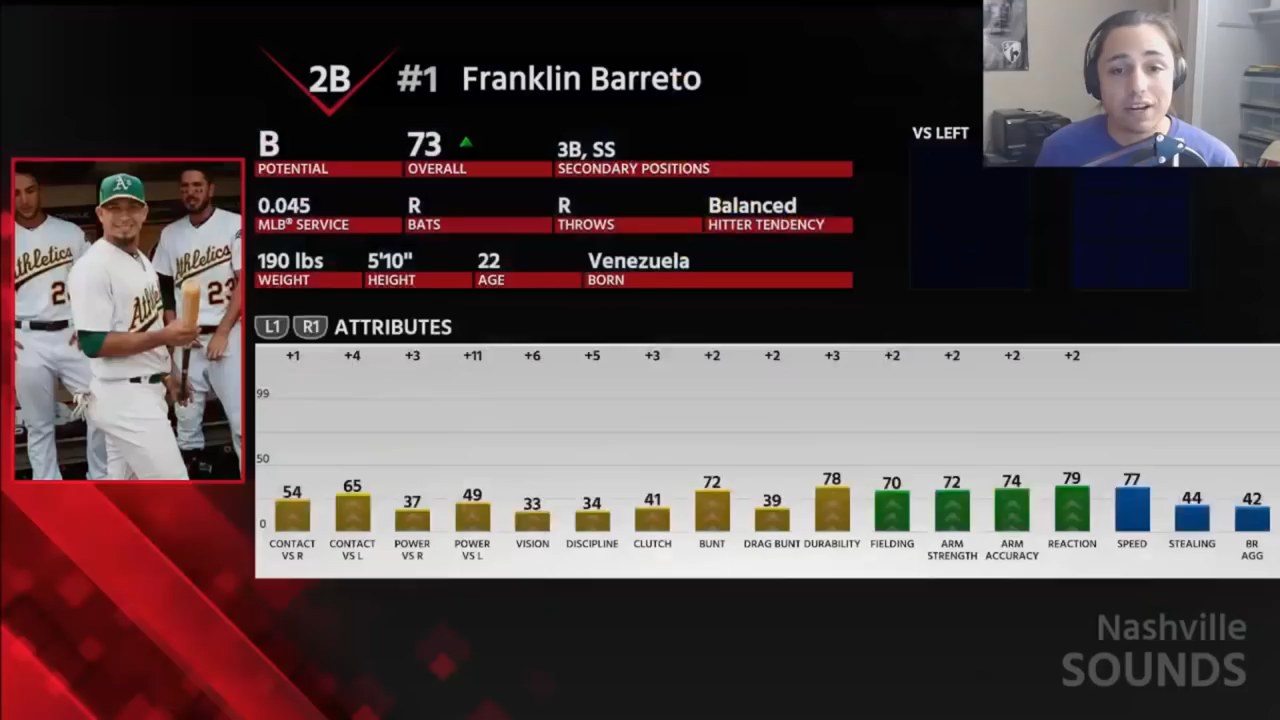 2B #1 Franklin Barreto
B 73 3B, SS
POTENTIAL OVERALL SECONDARY POSITIONS
VS LEFT
0.045 R R Balanced
MLB® SERVICE BATS THROWS HITTER TENDENCY
190 lbs 5'10" 22 Venezuela
WEIGHT HEIGHT AGE BORN
A's
Athletics
Athletics
23
L1 R1 ATTRIBUTES
+1 +4 +3 +11 +6 +5 +3 +2 +2 +3 +2 +2 +2 +2
99
50
0
54 65 37 49 33 34 41 72 39 78 70 72 74 79 77 44 42
CONTACT VS R CONTACT VS L POWER VS R POWER VS L VISION DISCIPLINE CLUTCH BUNT DRAG BUNT DURABILITY FIELDING ARM STRENGTH ARM ACCURACY REACTION SPEED STEALING BR AGG
Nashville
SOUNDS